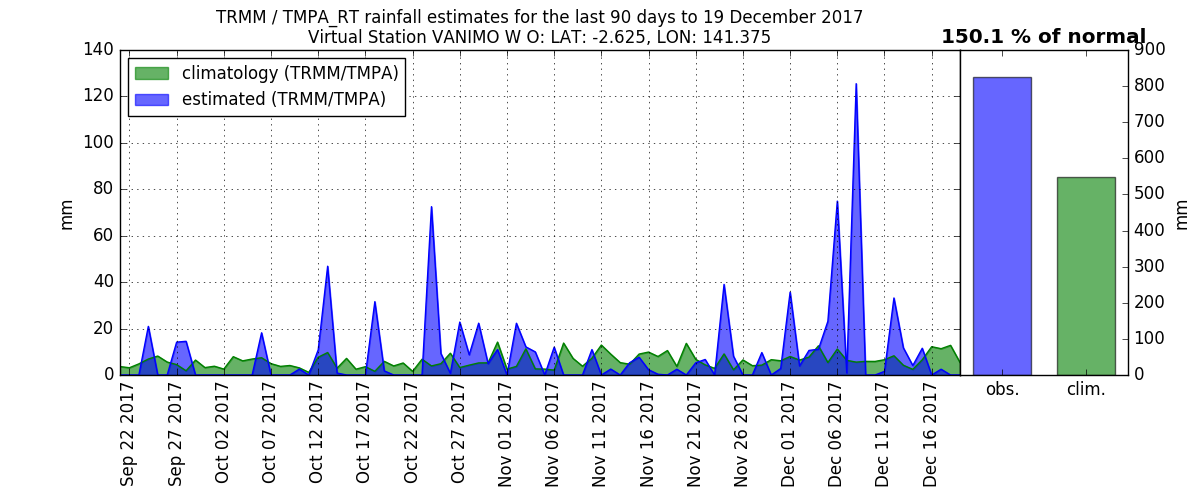 TRMM / TMPA_RT rainfall estimates for the last 90 days to 19 December 2017
Virtual Station VANIMO W O: LAT: -2.625, LON: 141.375
150.1 % of normal
climatology (TRMM/TMPA)
estimated (TRMM/TMPA)
140
120
100
80
60
40
20
0
mm
Sep 22 2017
Sep 27 2017
Oct 02 2017
Oct 07 2017
Oct 12 2017
Oct 17 2017
Oct 22 2017
Oct 27 2017
Nov 01 2017
Nov 06 2017
Nov 11 2017
Nov 16 2017
Nov 21 2017
Nov 26 2017
Dec 01 2017
Dec 06 2017
Dec 11 2017
Dec 16 2017
900
800
700
600
500
400
300
200
100
0
mm
obs.
clim.